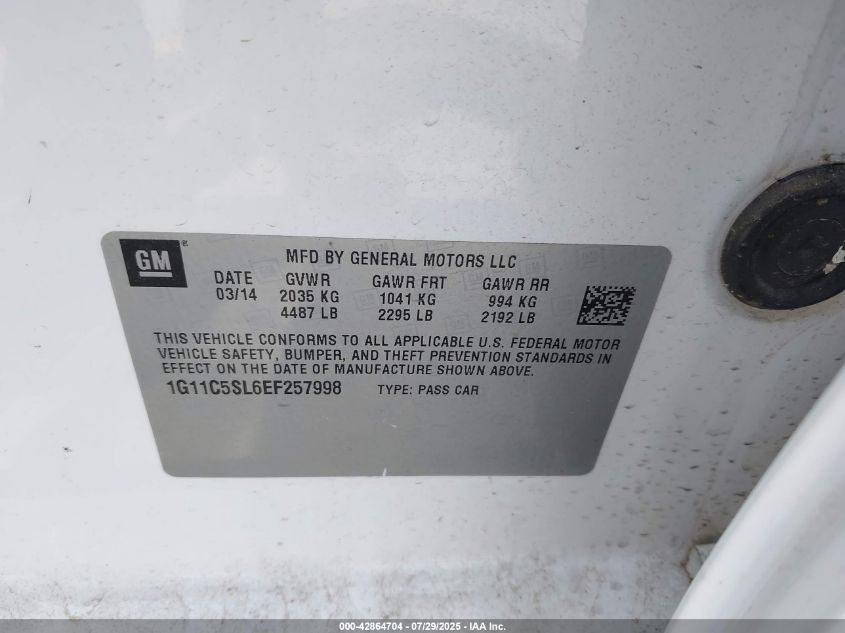 GM®
MFD BY GENERAL MOTORS LLC
DATE GVWR GAWR FRT GAWR RR
03/14 2035 KG 1041 KG 994 KG
4487 LB 2295 LB 2192 LB
THIS VEHICLE CONFORMS TO ALL APPLICABLE U.S. FEDERAL MOTOR
VEHICLE SAFETY, BUMPER, AND THEFT PREVENTION STANDARDS IN
EFFECT ON THE DATE OF MANUFACTURE SHOWN ABOVE.
1G11C5SL6EF257998 TYPE: PASS CAR
000-42864704 | 07/29/2025 - IAA Inc.